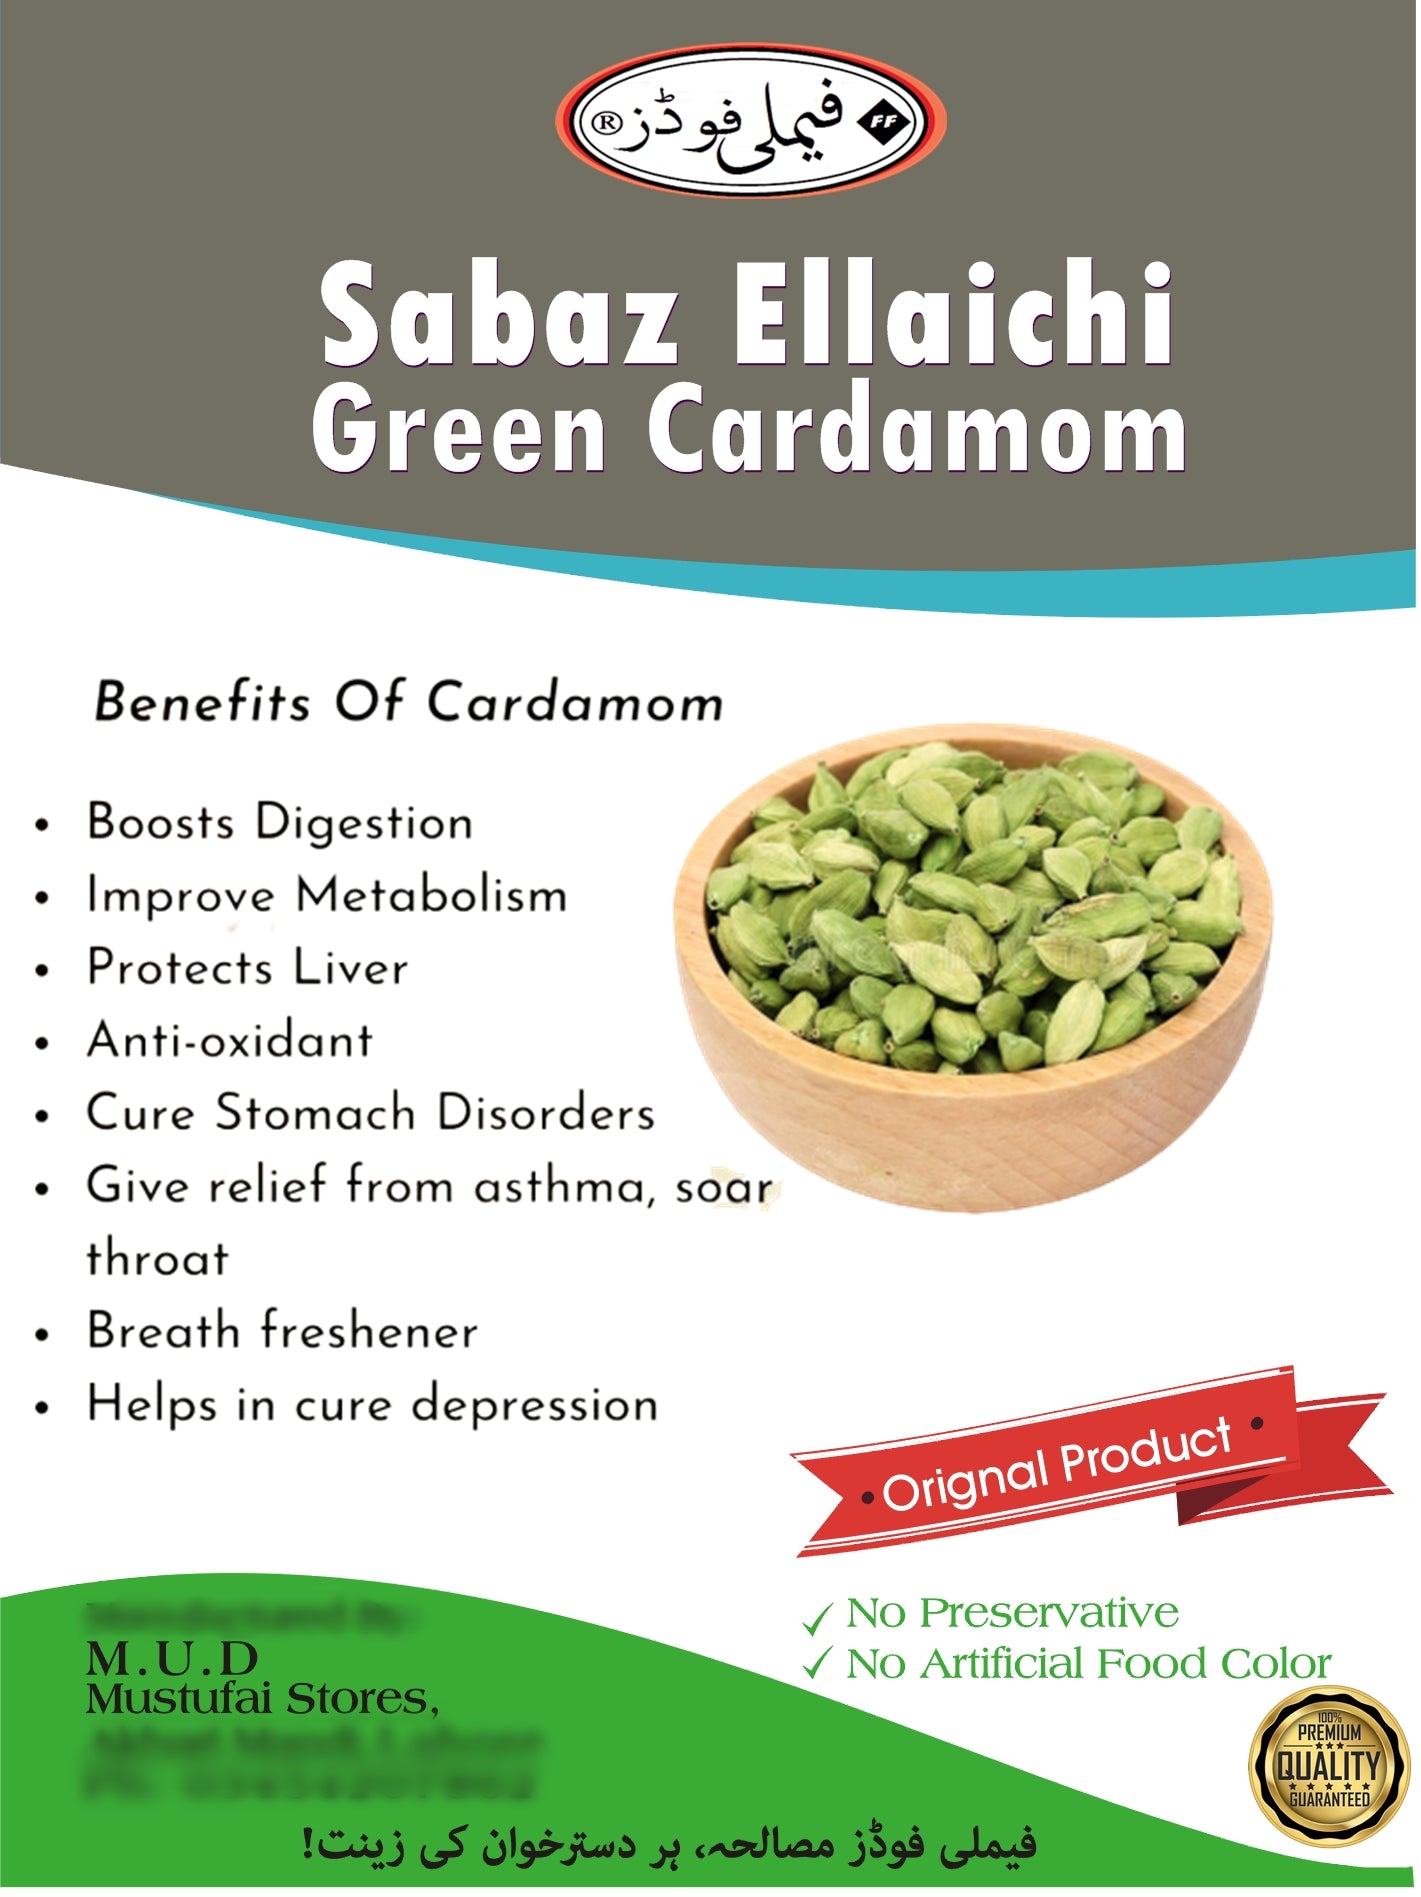 فیملی فوڈز ®
FF
Sabaz Ellaichi
Green Cardamom
Benefits Of Cardamom
• Boosts Digestion
• Improve Metabolism
• Protects Liver
• Anti-oxidant
• Cure Stomach Disorders
• Give relief from asthma, soar
throat
• Breath freshener
• Helps in cure depression
• Orignal Product •
✓ No Preservative
✓ No Artificial Food Color
M.U.D
Mustufai Stores,
100%
PREMIUM
QUALITY
GUARANTEED
فیملی فوڈز مصالحہ، ہر دسترخوان کی زینت!